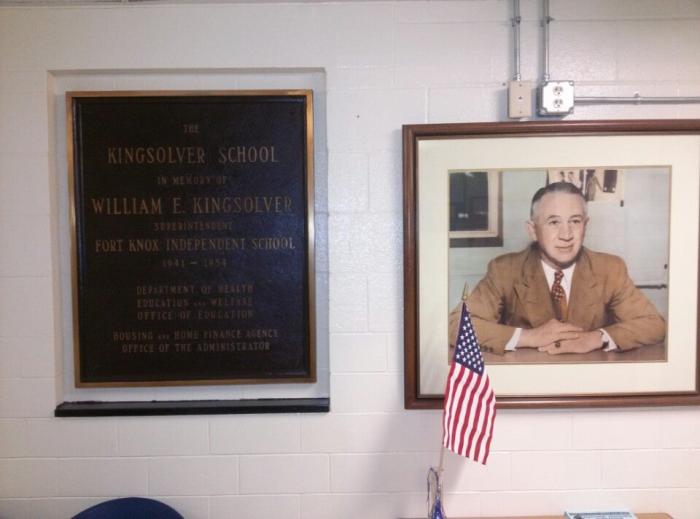 THE
KINGSOLVER SCHOOL
IN MEMORY OF
WILLIAM E. KINGSOLVER
SUPERINTENDENT
FORT KNOX INDEPENDENT SCHOOL
1941 - 1954
DEPARTMENT OF HEALTH
EDUCATION AND WELFARE
OFFICE OF EDUCATION
HOUSING AND HOME FINANCE AGENCY
OFFICE OF THE ADMINISTRATOR